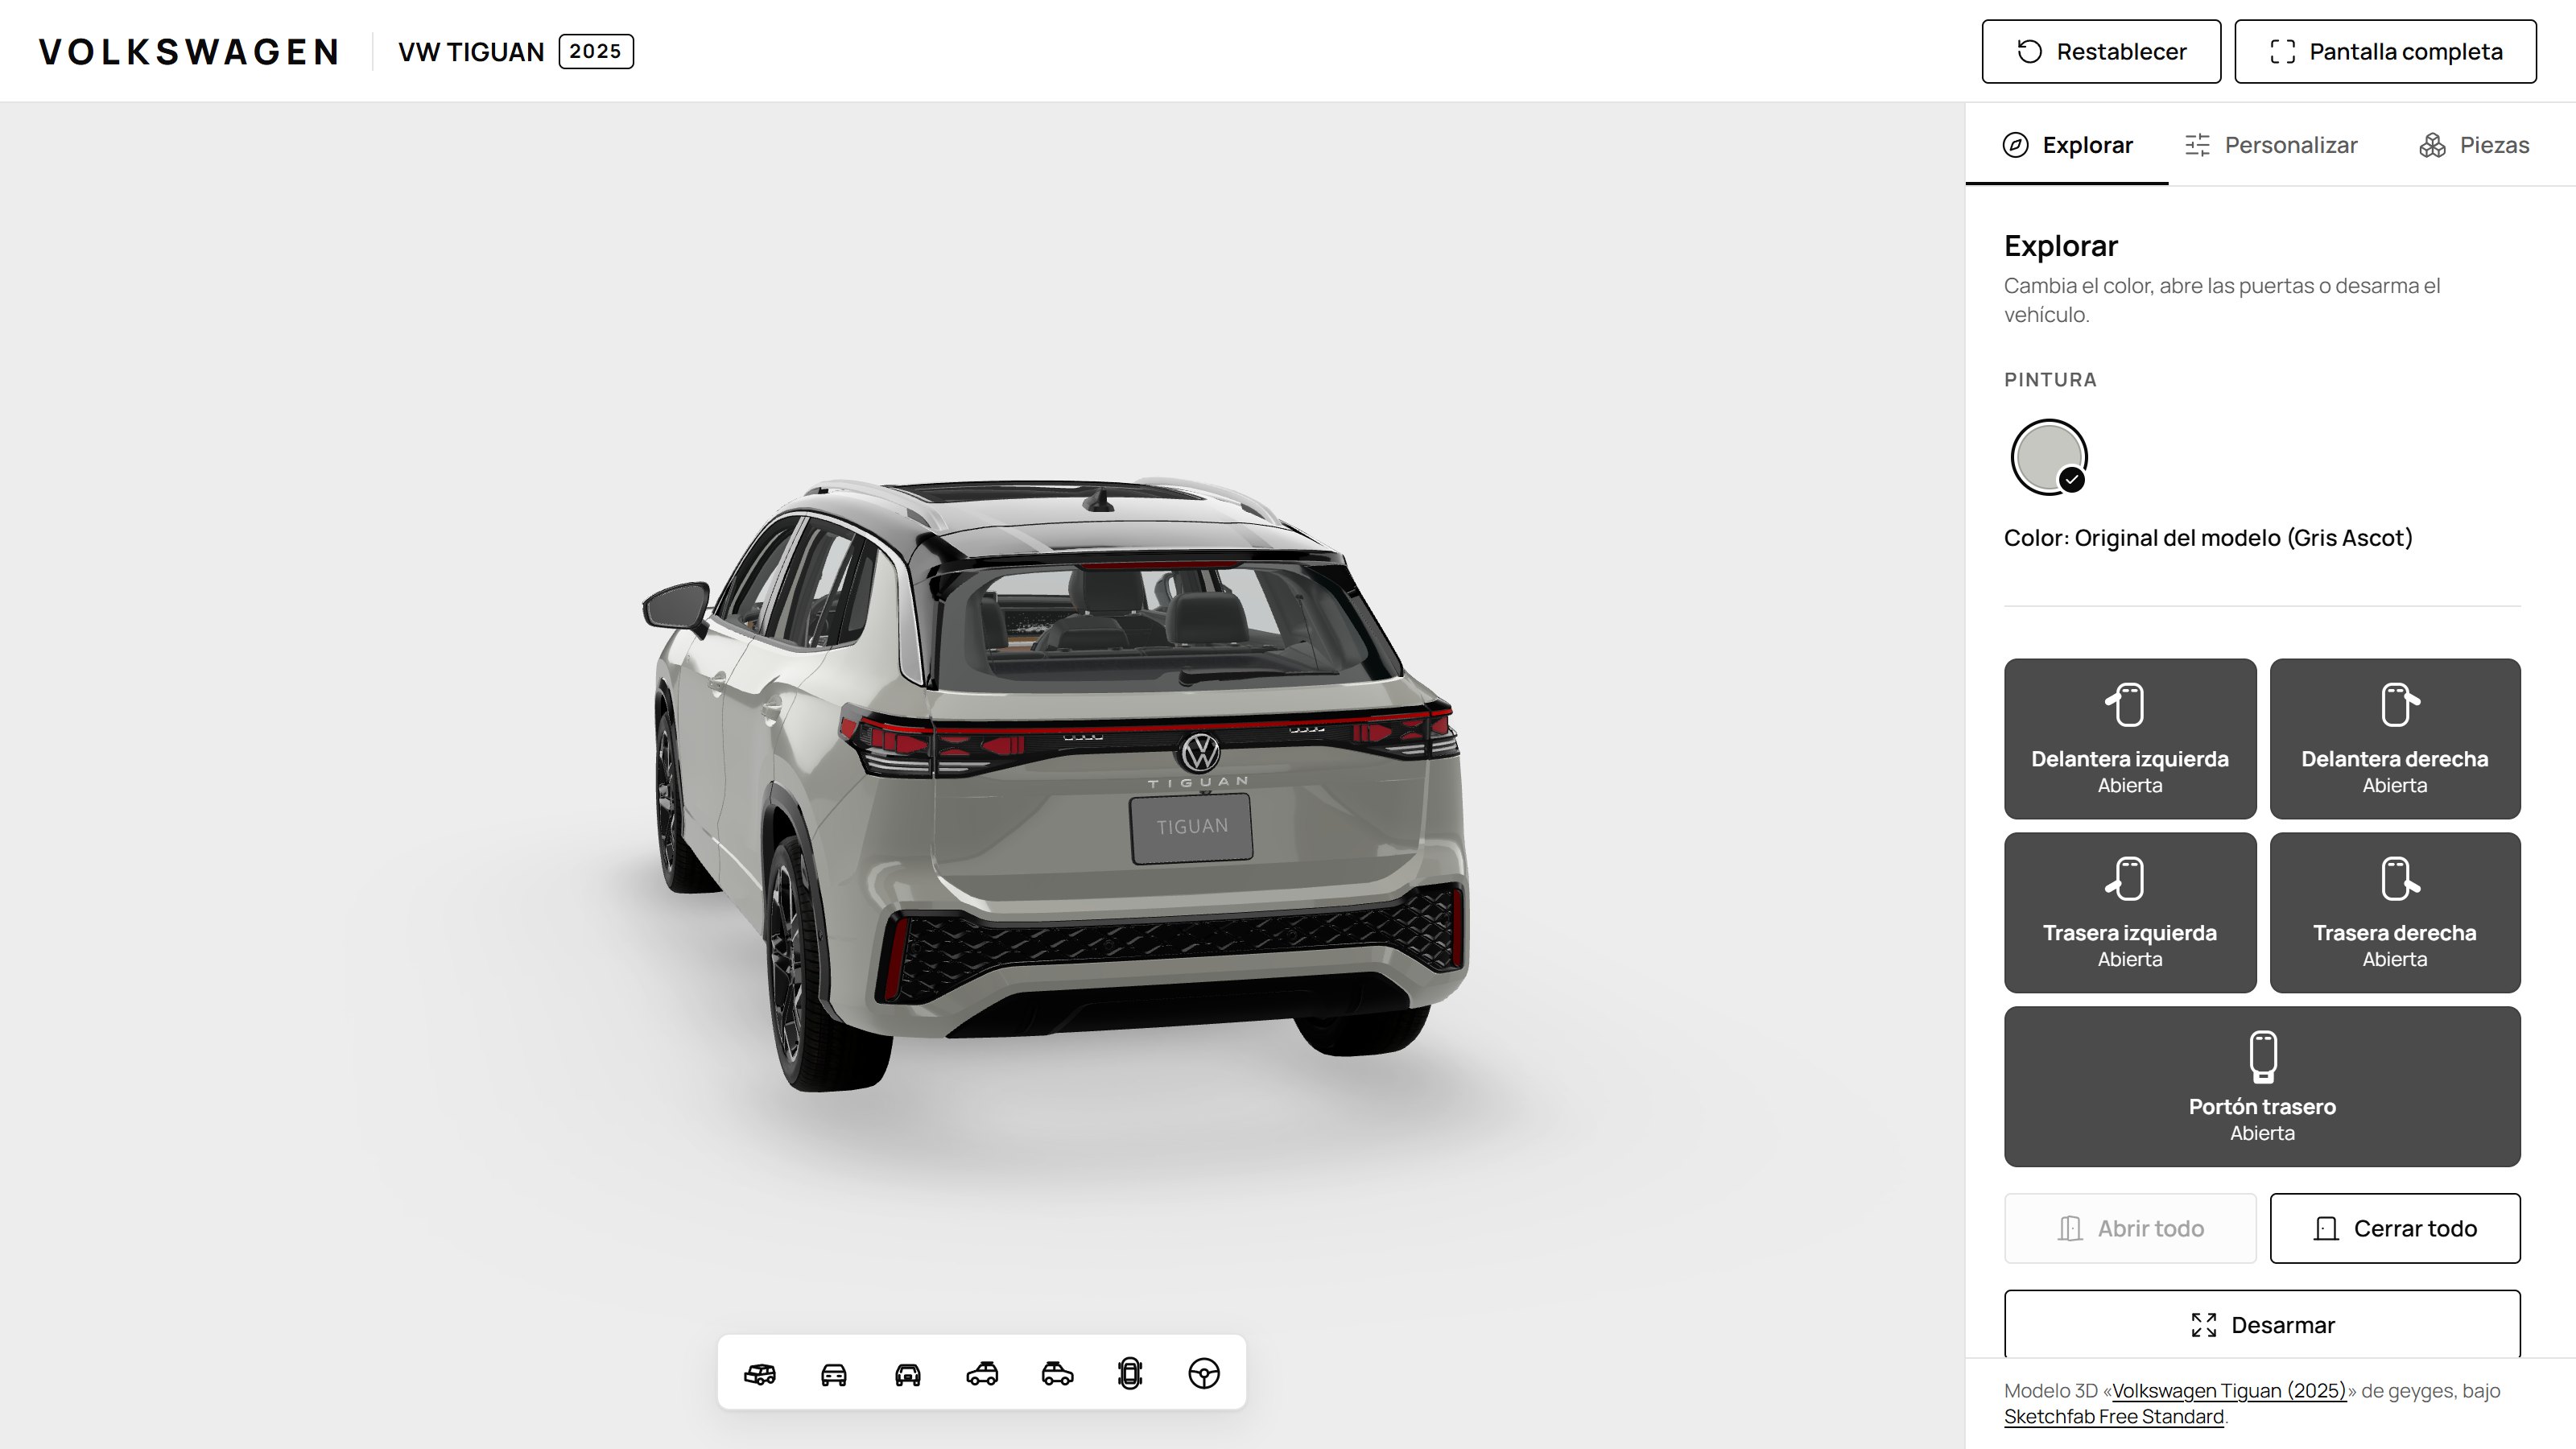 VOLKSWAGEN
VW TIGUAN 2025
Restablecer
Pantalla completa
Explorar
Personalizar
Piezas
Explorar
Cambia el color, abre las puertas o desarma el
vehículo.
PINTURA
Color: Original del modelo (Gris Ascot)
Delantera izquierda
Abierta
Delantera derecha
Abierta
Trasera izquierda
Abierta
Trasera derecha
Abierta
Portón trasero
Abierta
Abrir todo
Cerrar todo
Desarmar
Modelo 3D «Volkswagen Tiguan (2025)» de geyges, bajo
Sketchfab Free Standard.
TIGUAN
TIGUAN